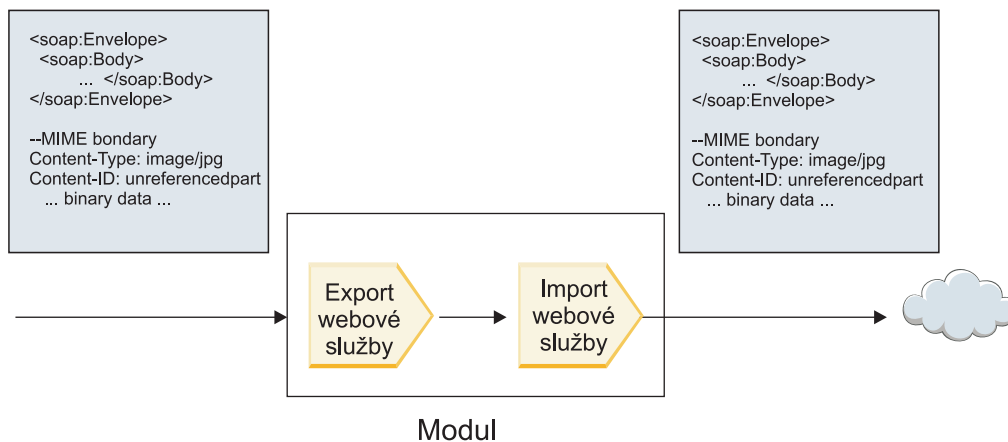 <soap:Envelope>
<soap:Body>
... </soap:Body>
</soap:Envelope>
--MIME bondary
Content-Type: image/jpg
Content-ID: unreferencedpart
... binary data ...
<soap:Envelope>
<soap:Body>
... </soap:Body>
</soap:Envelope>
--MIME bondary
Content-Type: image/jpg
Content-ID: unreferencedpart
... binary data ...
Export
webové
služby
Import
webové
služby
Modul